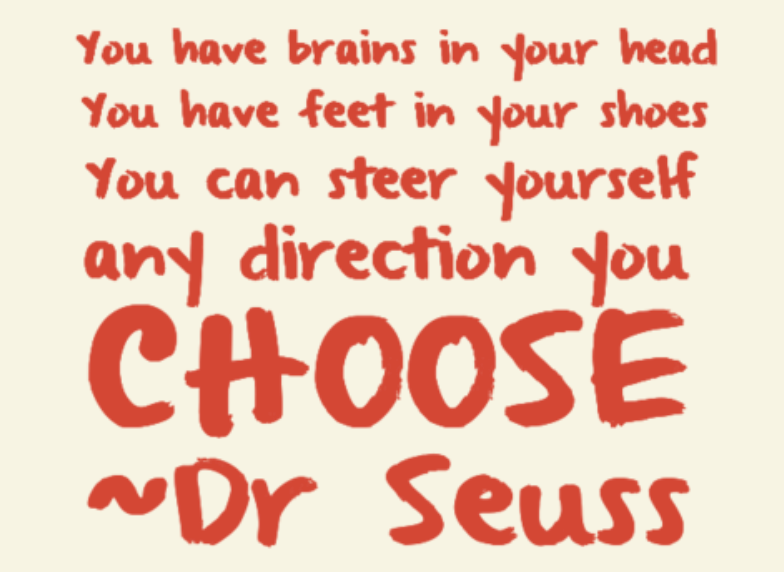 You have brains in your head
You have feet in your shoes
You can steer yourself
any direction you
CHOOSE
~Dr Seuss